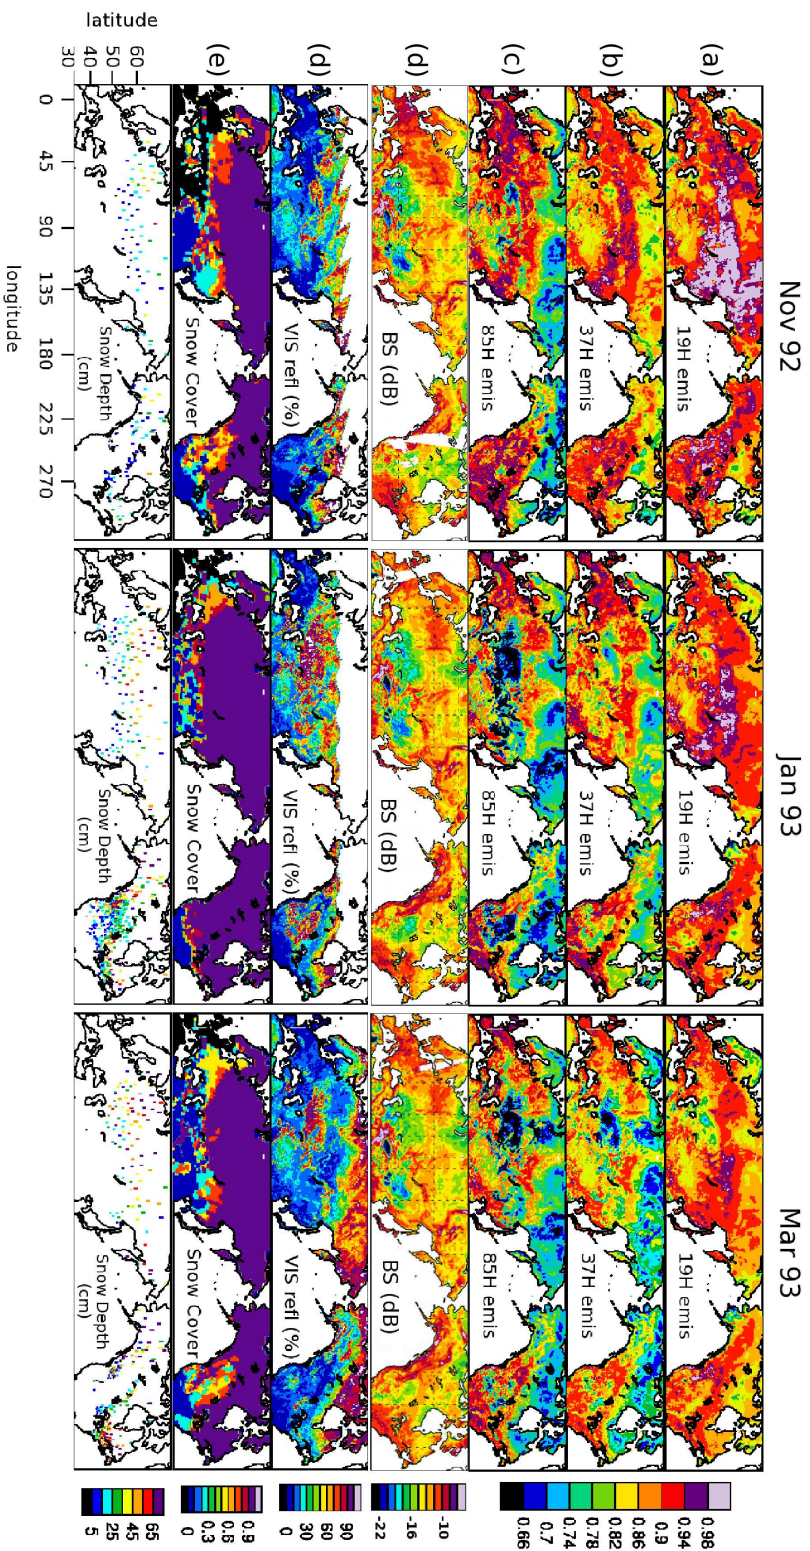 Nov 92
Jan 93
Mar 93
(a)
19H emis
19H emis
19H emis
(b)
37H emis
37H emis
37H emis
(c)
85H emis
85H emis
85H emis
0.98
0.94
0.9
0.86
0.82
0.78
0.74
0.7
0.66
(d)
BS (dB)
BS (dB)
BS (dB)
-22 -16 -10
(d)
VIS refl (%)
VIS refl (%)
VIS refl (%)
0 30 60 90
(e)
Snow Cover
Snow Cover
Snow Cover
0 0.3 0.8 0.9
latitude
60
50
40
30
Snow Depth
(cm)
Snow Depth
(cm)
Snow Depth
(cm)
5 25 45 65
0 45 90 135 180 225 270
longitude